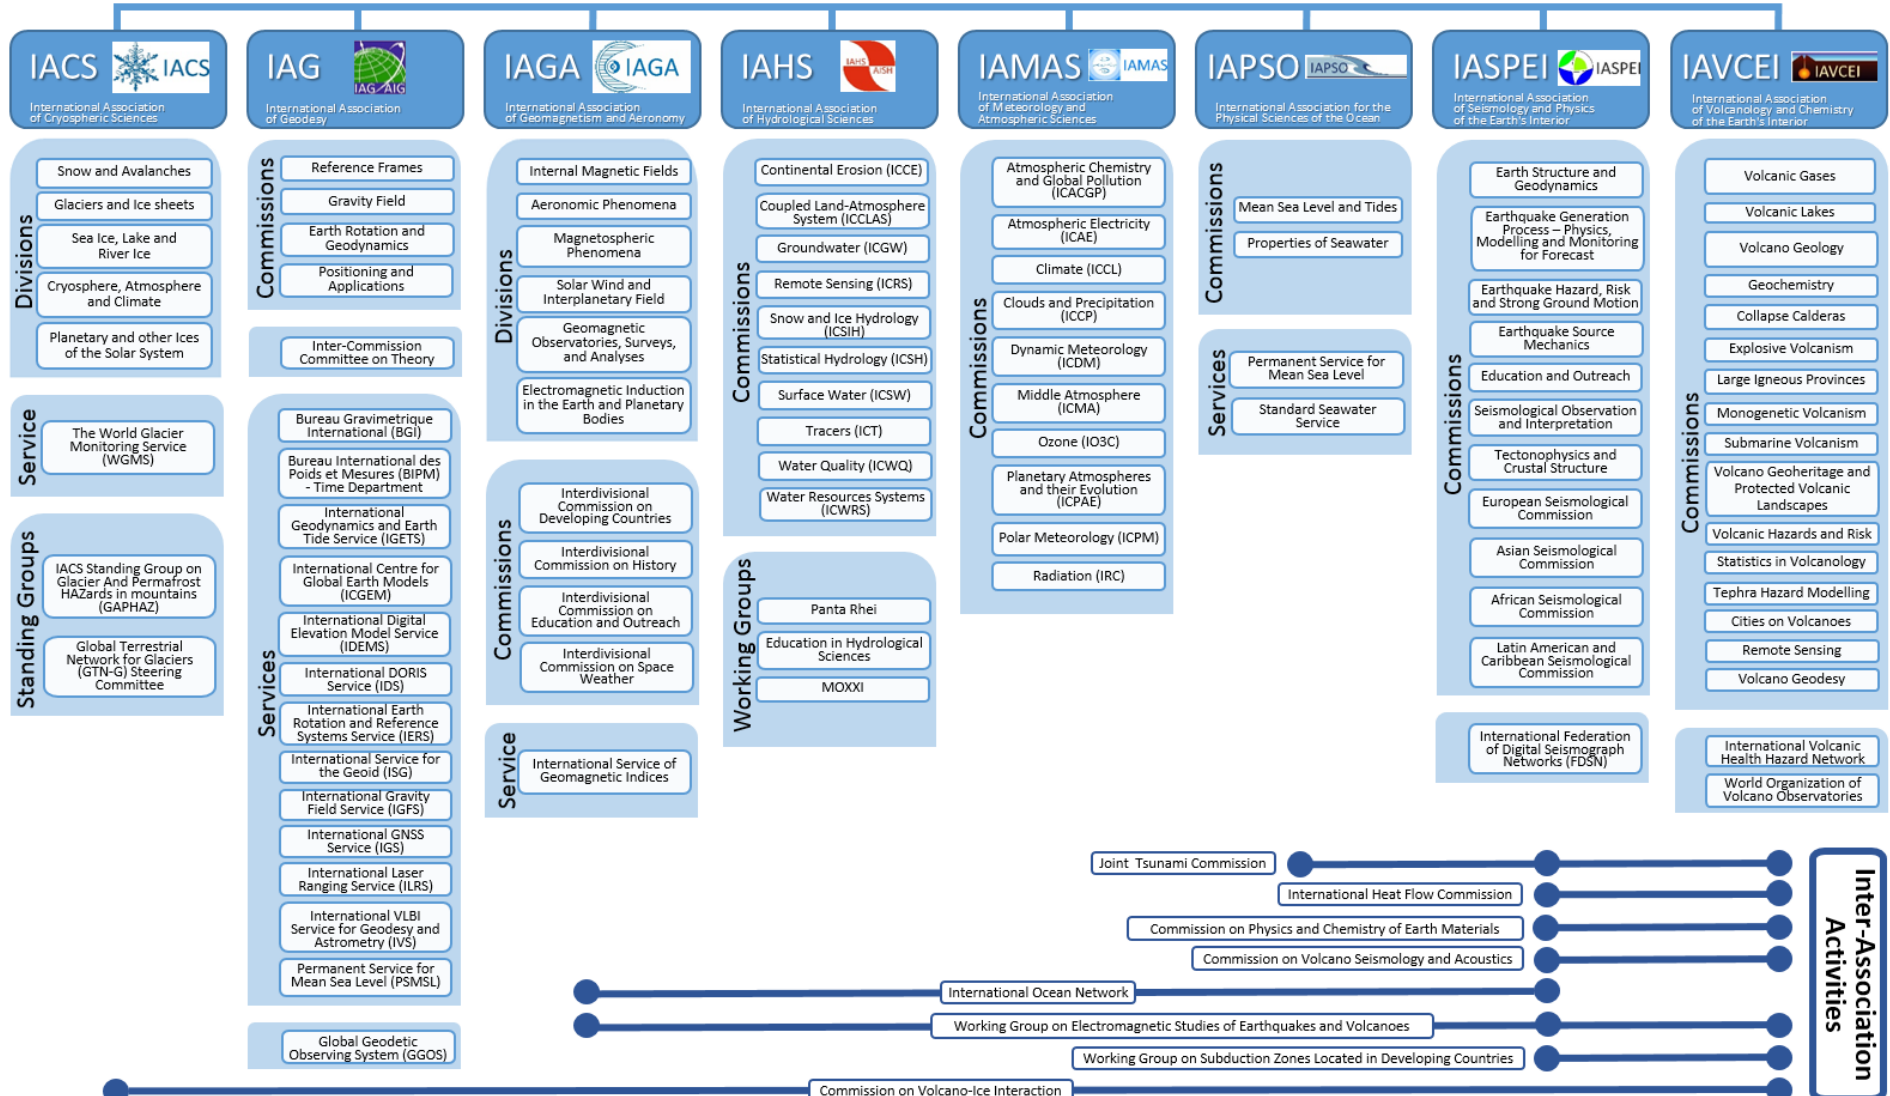 IACS
IACS
International Association
of Cryospheric Sciences
IAG
IAG AIG
International Association
of Geodesy
IAGA
IAGA
International Association
of Geomagnetism and Aeronomy
IAHS
IAHS
AISH
International Association
of Hydrological Sciences
IAMAS
IAMAS
International Association
of Meteorology and
Atmospheric Sciences
IAPSO
IAPSO
International Association for the
Physical Sciences of the Ocean
IASPEI
IASPEI
International Association
of Seismology and Physics
of the Earth's Interior
IAVCEI
IAVCEI
International Association
of Volcanology and Chemistry
of the Earth's Interior
Divisions
Snow and Avalanches
Glaciers and Ice sheets
Sea Ice, Lake and
River Ice
Cryosphere, Atmosphere
and Climate
Planetary and other Ices
of the Solar System
Service
The World Glacier
Monitoring Service
(WGMS)
Standing Groups
IACS Standing Group on
Glacier And Permafrost
HAZards in mountains
(GAPHAZ)
Global Terrestrial
Network for Glaciers
(GTN-G) Steering
Committee
Commissions
Reference Frames
Gravity Field
Earth Rotation and
Geodynamics
Positioning and
Applications
Inter-Commission
Committee on Theory
Services
Bureau Gravimetrique
International (BGI)
Bureau International des
Poids et Mesures (BIPM)
- Time Department
International
Geodynamics and Earth
Tide Service (IGETS)
International Centre for
Global Earth Models
(ICGEM)
International Digital
Elevation Model Service
(IDEMS)
International DORIS
Service (IDS)
International Earth
Rotation and Reference
Systems Service (IERS)
International Service for
the Geoid (ISG)
International Gravity
Field Service (IGFS)
International GNSS
Service (IGS)
International Laser
Ranging Service (ILRS)
International VLBI
Service for Geodesy and
Astrometry (IVS)
Permanent Service for
Mean Sea Level (PSMSL)
Global Geodetic
Observing System (GGOS)
Divisions
Internal Magnetic Fields
Aeronomic Phenomena
Magnetospheric
Phenomena
Solar Wind and
Interplanetary Field
Geomagnetic
Observatories, Surveys,
and Analyses
Electromagnetic Induction
in the Earth and Planetary
Bodies
Commissions
Interdivisional
Commission on
Developing Countries
Interdivisional
Commission on History
Interdivisional
Commission on
Education and Outreach
Interdivisional
Commission on Space
Weather
Service
International Service of
Geomagnetic Indices
Commissions
Continental Erosion (ICCE)
Coupled Land-Atmosphere
System (ICCLAS)
Groundwater (ICGW)
Remote Sensing (ICRS)
Snow and Ice Hydrology
(ICSIH)
Statistical Hydrology (ICSH)
Surface Water (ICSW)
Tracers (ICT)
Water Quality (ICWQ)
Water Resources Systems
(ICWRS)
Working Groups
Panta Rhei
Education in Hydrological
Sciences
MOXXI
Commissions
Atmospheric Chemistry
and Global Pollution
(ICACGP)
Atmospheric Electricity
(ICAE)
Climate (ICCL)
Clouds and Precipitation
(ICCP)
Dynamic Meteorology
(ICDM)
Middle Atmosphere
(ICMA)
Ozone (IO3C)
Planetary Atmospheres
and their Evolution
(ICPAE)
Polar Meteorology (ICPM)
Radiation (IRC)
Commissions
Mean Sea Level and Tides
Properties of Seawater
Services
Permanent Service for
Mean Sea Level
Standard Seawater
Service
Commissions
Earth Structure and
Geodynamics
Earthquake Generation
Process – Physics,
Modelling and Monitoring
for Forecast
Earthquake Hazard, Risk
and Strong Ground Motion
Earthquake Source
Mechanics
Education and Outreach
Seismological Observation
and Interpretation
Tectonophysics and
Crustal Structure
European Seismological
Commission
Asian Seismological
Commission
African Seismological
Commission
Latin American and
Caribbean Seismological
Commission
International Federation
of Digital Seismograph
Networks (FDSN)
Commissions
Volcanic Gases
Volcanic Lakes
Volcano Geology
Geochemistry
Collapse Calderas
Explosive Volcanism
Large Igneous Provinces
Monogenetic Volcanism
Submarine Volcanism
Volcano Geoheritage and
Protected Volcanic
Landscapes
Volcanic Hazards and Risk
Statistics in Volcanology
Tephra Hazard Modelling
Cities on Volcanoes
Remote Sensing
Volcano Geodesy
International Volcanic
Health Hazard Network
World Organization of
Volcano Observatories
Inter-Association
Activities
Joint Tsunami Commission
International Heat Flow Commission
Commission on Physics and Chemistry of Earth Materials
Commission on Volcano Seismology and Acoustics
International Ocean Network
Working Group on Electromagnetic Studies of Earthquakes and Volcanoes
Working Group on Subduction Zones Located in Developing Countries
Commission on Volcano-Ice Interaction